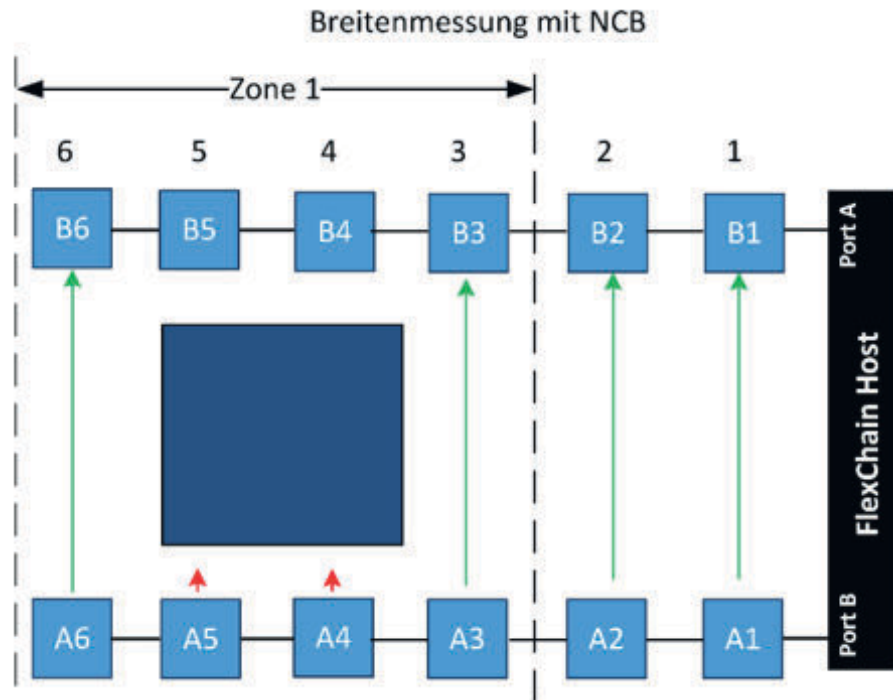 Breitenmessung mit NCB
Zone 1
6 5 4 3 2 1
B6 B5 B4 B3 B2 B1
Port A
FlexChain Host
A6 A5 A4 A3 A2 A1
Port B